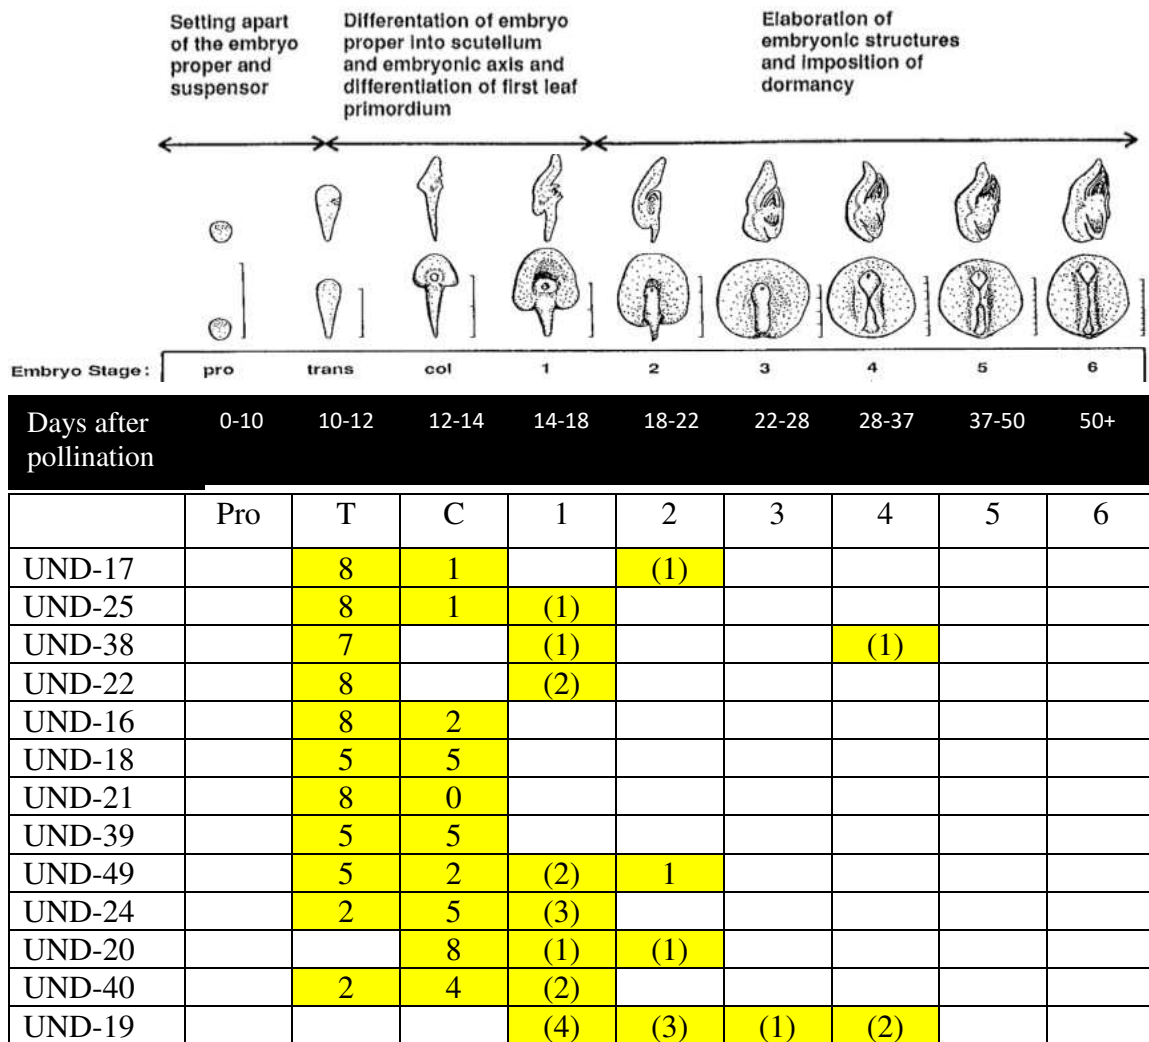 Setting apart
of the embryo
proper and
suspensor
Differentation of embryo
proper into scutellum
and embryonic axis and
differentiation of first leaf
primordium
Elaboration of
embryonic structures
and imposition of
dormancy
Embryo Stage: pro trans col 1 2 3 4 5 6
Days after
pollination
0-10 10-12 12-14 14-18 18-22 22-28 28-37 37-50 50+
Pro T C 1 2 3 4 5 6
UND-17 8 1 (1)
UND-25 8 1 (1)
UND-38 7 (1) (1)
UND-22 8 (2)
UND-16 8 2
UND-18 5 5
UND-21 8 0
UND-39 5 5
UND-49 5 2 (2) 1
UND-24 2 5 (3)
UND-20 8 (1) (1)
UND-40 2 4 (2)
UND-19 (4) (3) (1) (2)